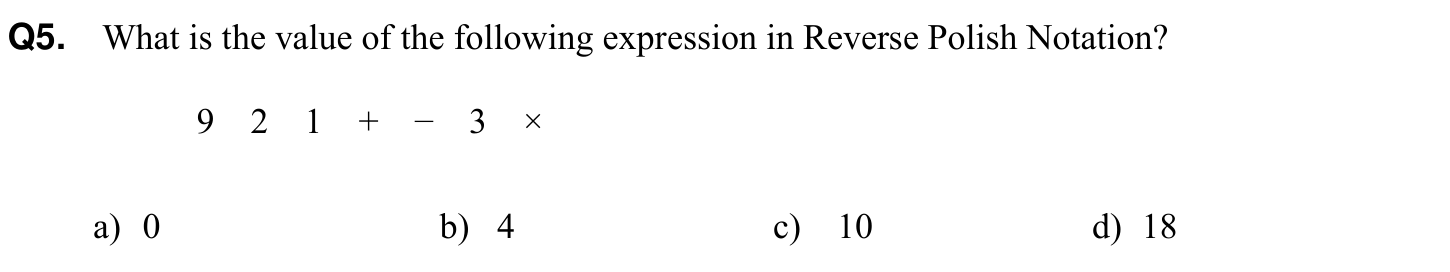 Q5. What is the value of the following expression in Reverse Polish Notation?
9 2 1 + − 3 ×
a) 0 b) 4 c) 10 d) 18